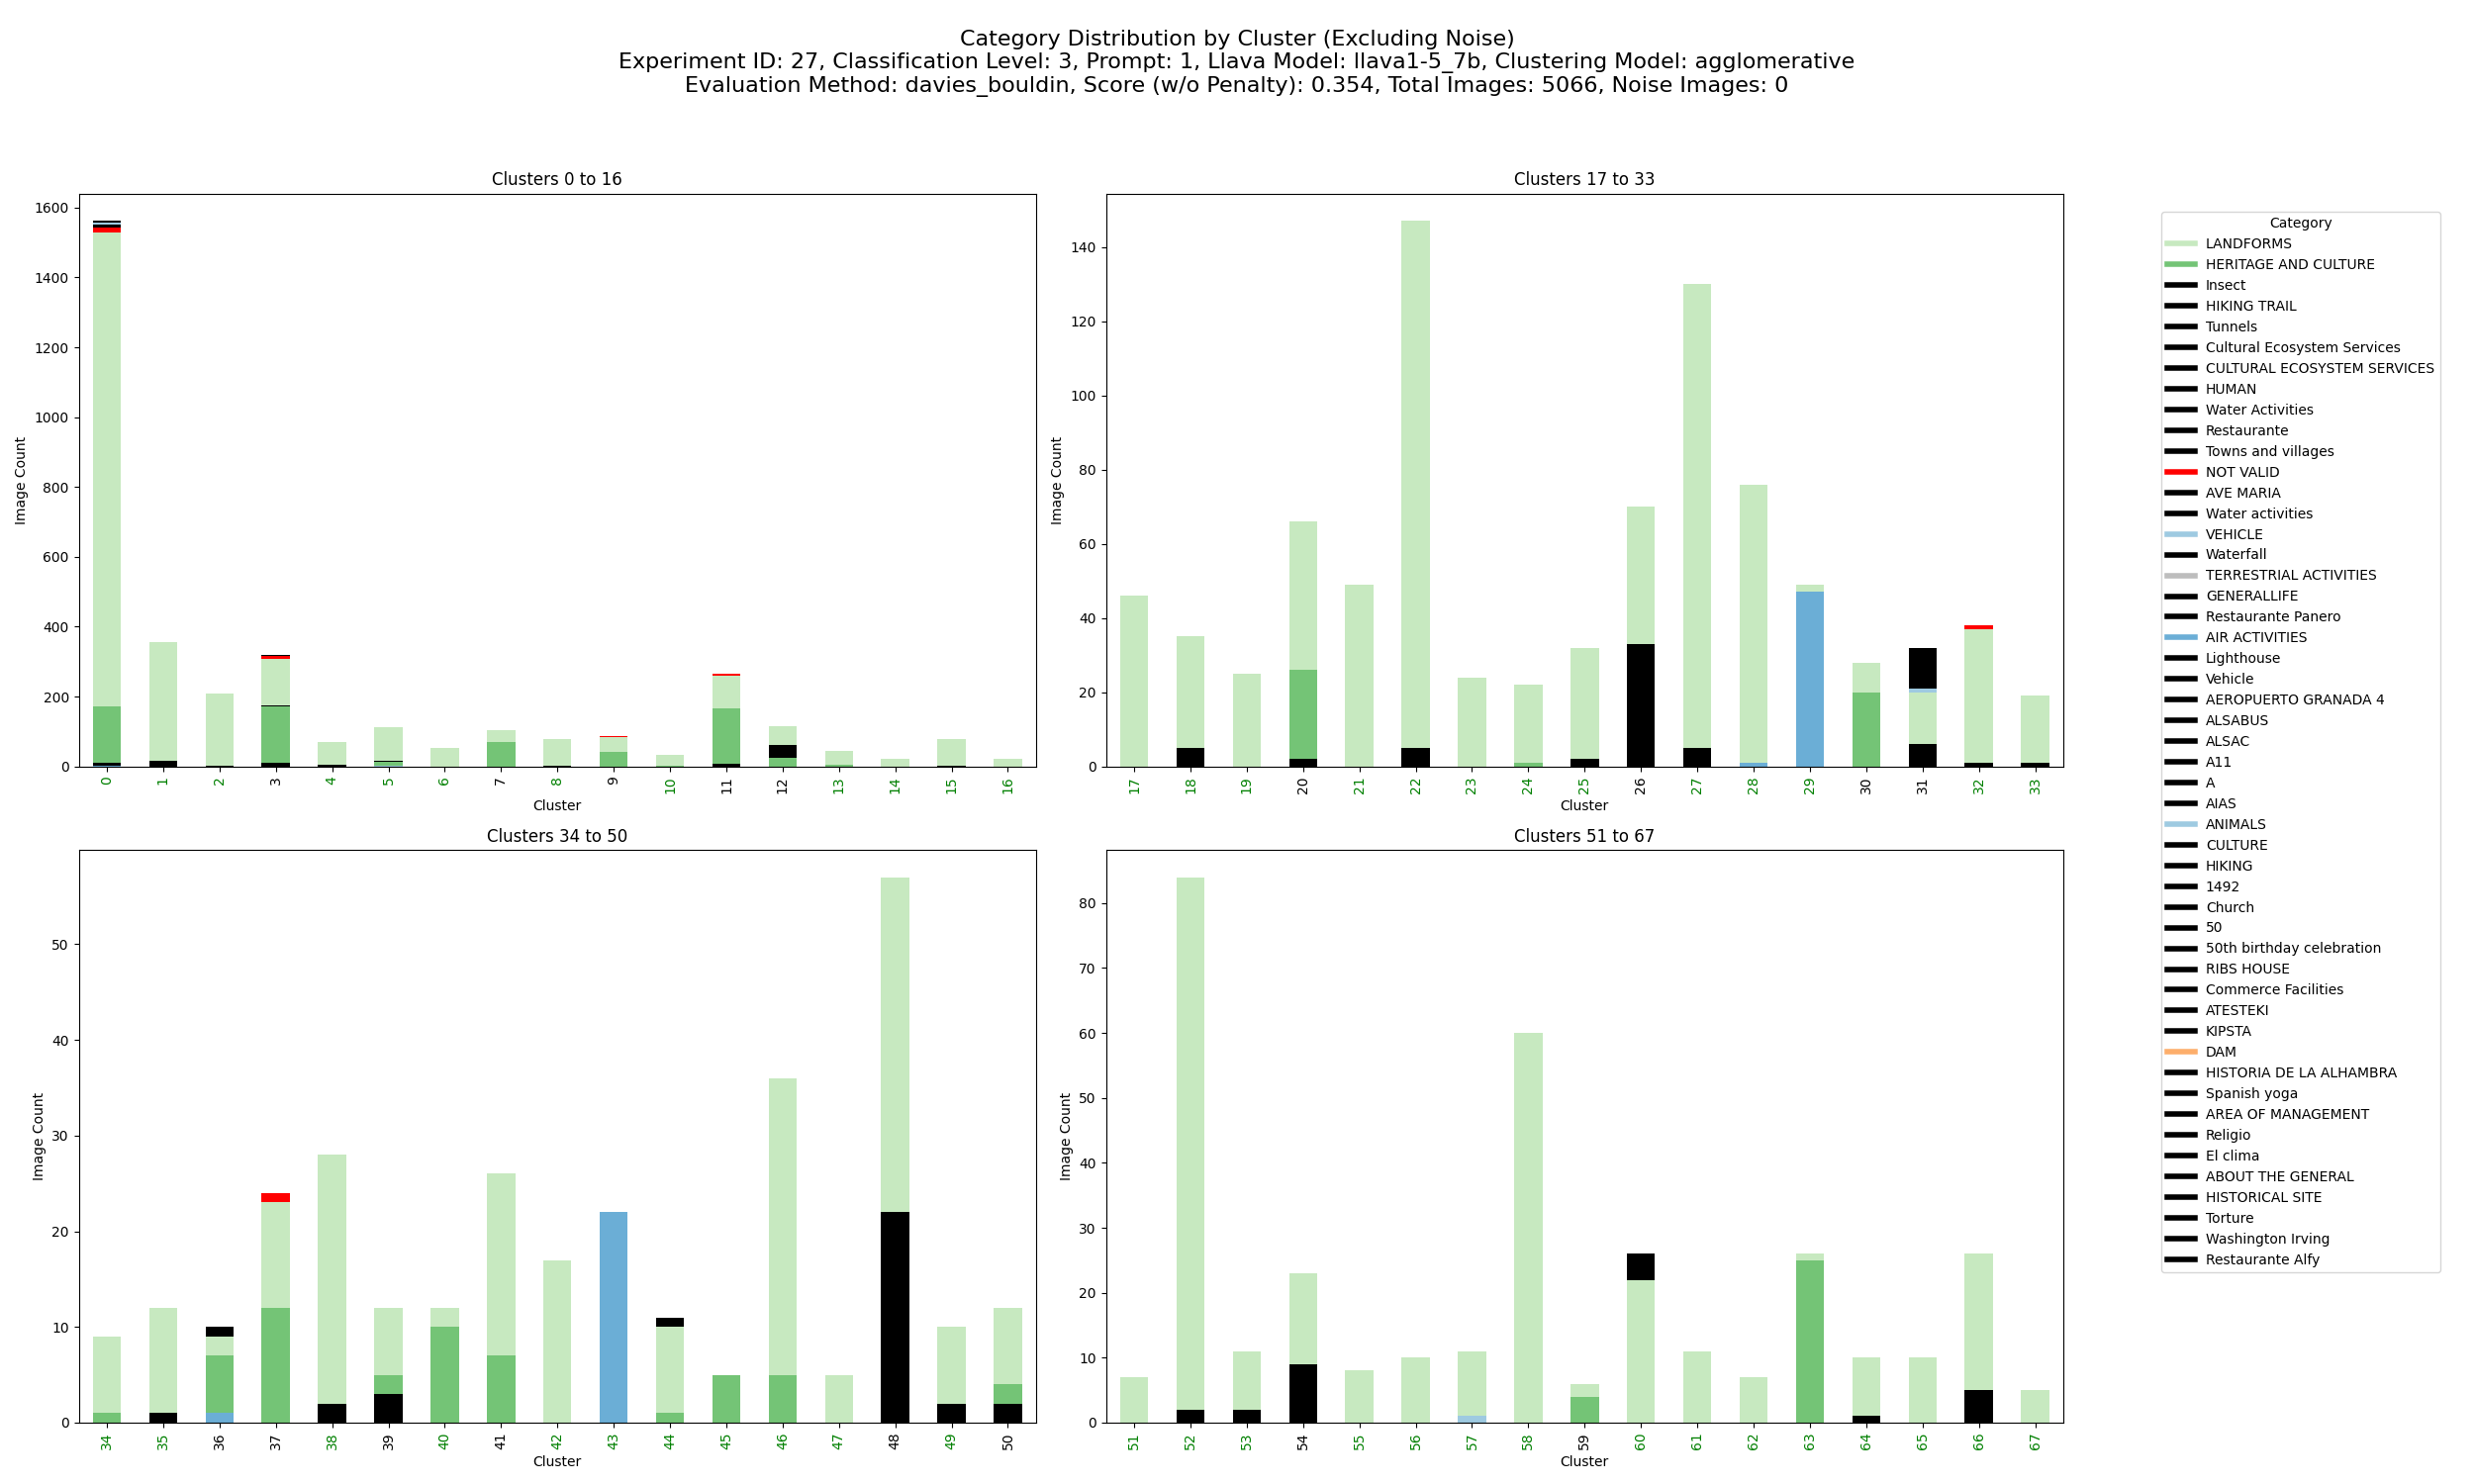 Category Distribution by Cluster (Excluding Noise)
Experiment ID: 27, Classification Level: 3, Prompt: 1, Llava Model: llava1-5_7b, Clustering Model: agglomerative
Evaluation Method: davies_bouldin, Score (w/o Penalty): 0.354, Total Images: 5066, Noise Images: 0
Clusters 0 to 16
1600
1400
1200
1000
800
600
400
200
0
Image Count
0 1 2 3 4 5 6 7 8 9 10 11 12 13 14 15 16
Cluster
Clusters 17 to 33
140
120
100
80
60
40
20
0
Image Count
17 18 19 20 21 22 23 24 25 26 27 28 29 30 31 32 33
Cluster
Clusters 34 to 50
50
40
30
20
10
0
Image Count
34 35 36 37 38 39 40 41 42 43 44 45 46 47 48 49 50
Cluster
Clusters 51 to 67
80
70
60
50
40
30
20
10
0
Image Count
51 52 53 54 55 56 57 58 59 60 61 62 63 64 65 66 67
Cluster
Category
LANDFORMS
HERITAGE AND CULTURE
Insect
HIKING TRAIL
Tunnels
Cultural Ecosystem Services
CULTURAL ECOSYSTEM SERVICES
HUMAN
Water Activities
Restaurante
Towns and villages
NOT VALID
AVE MARIA
Water activities
VEHICLE
Waterfall
TERRESTRIAL ACTIVITIES
GENERALLIFE
Restaurante Panero
AIR ACTIVITIES
Lighthouse
Vehicle
AEROPUERTO GRANADA 4
ALSABUS
ALSAC
A11
A
AIAS
ANIMALS
CULTURE
HIKING
1492
Church
50
50th birthday celebration
RIBS HOUSE
Commerce Facilities
ATESTEKI
KIPSTA
DAM
HISTORIA DE LA ALHAMBRA
Spanish yoga
AREA OF MANAGEMENT
Religio
El clima
ABOUT THE GENERAL
HISTORICAL SITE
Torture
Washington Irving
Restaurante Alfy